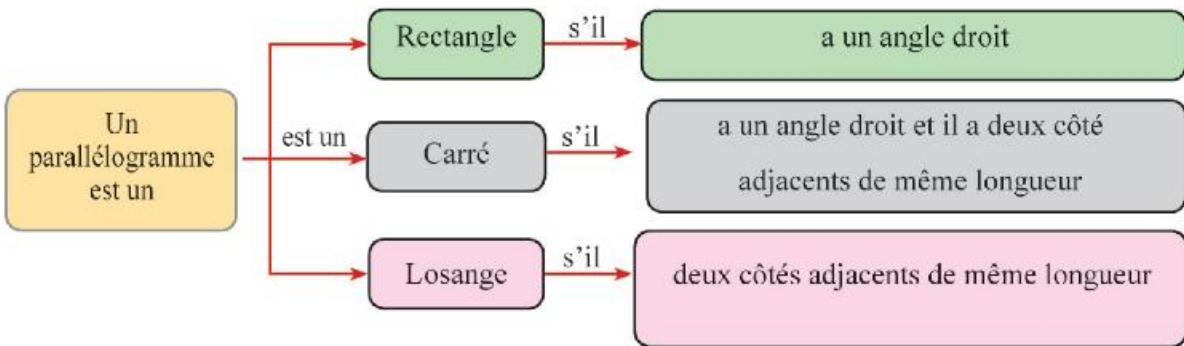 Un
parallélogramme
est un
est un
Rectangle
s’il
a un angle droit
Carré
s’il
a un angle droit et il a deux côté
adjacents de même longueur
Losange
s’il
deux côtés adjacents de même longueur